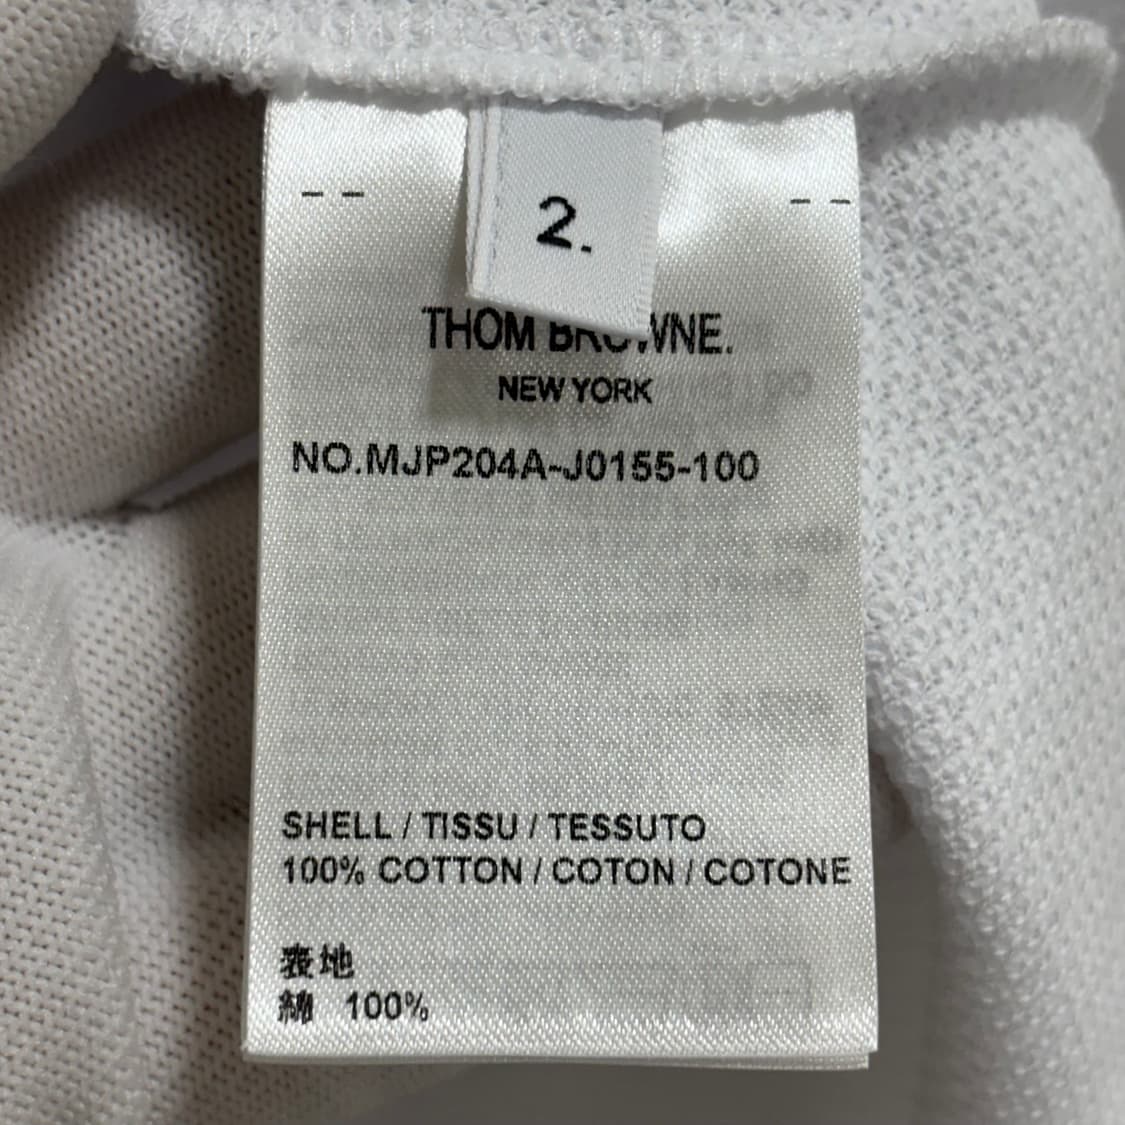 2.
THOM BROWNE.
NEW YORK
NO.MJP204A-J0155-100
SHELL / TISSU / TESSUTO
100% COTTON / COTON / COTONE
表地
綿 100%